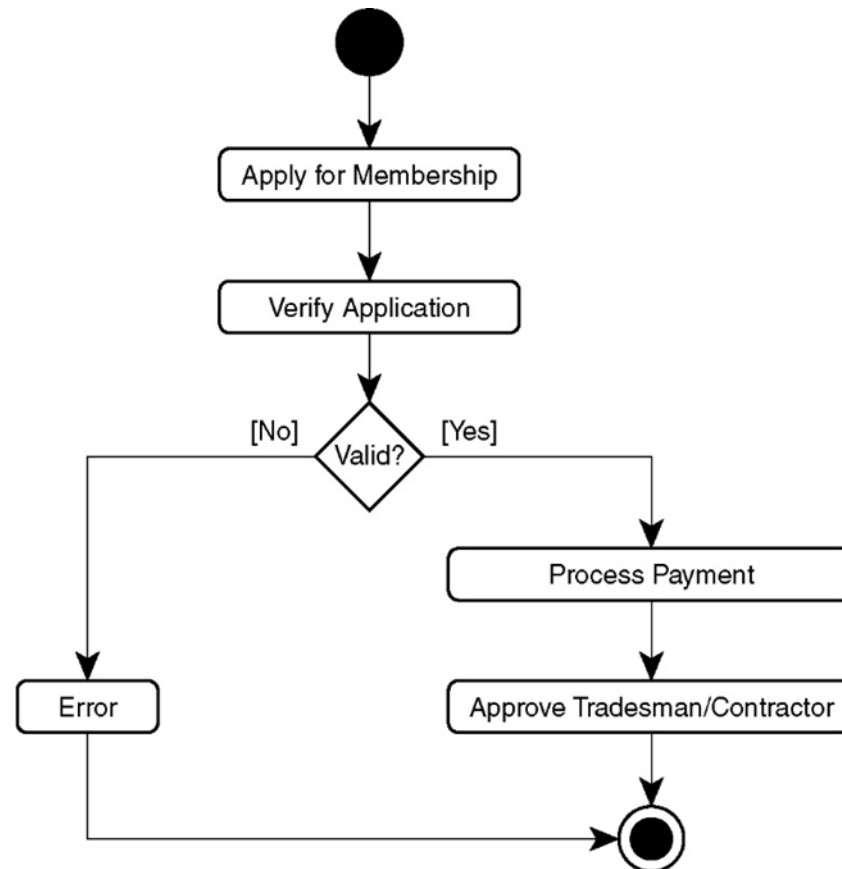 Apply for Membership
Verify Application
[No]
[Yes]
Valid?
Process Payment
Error
Approve Tradesman/Contractor